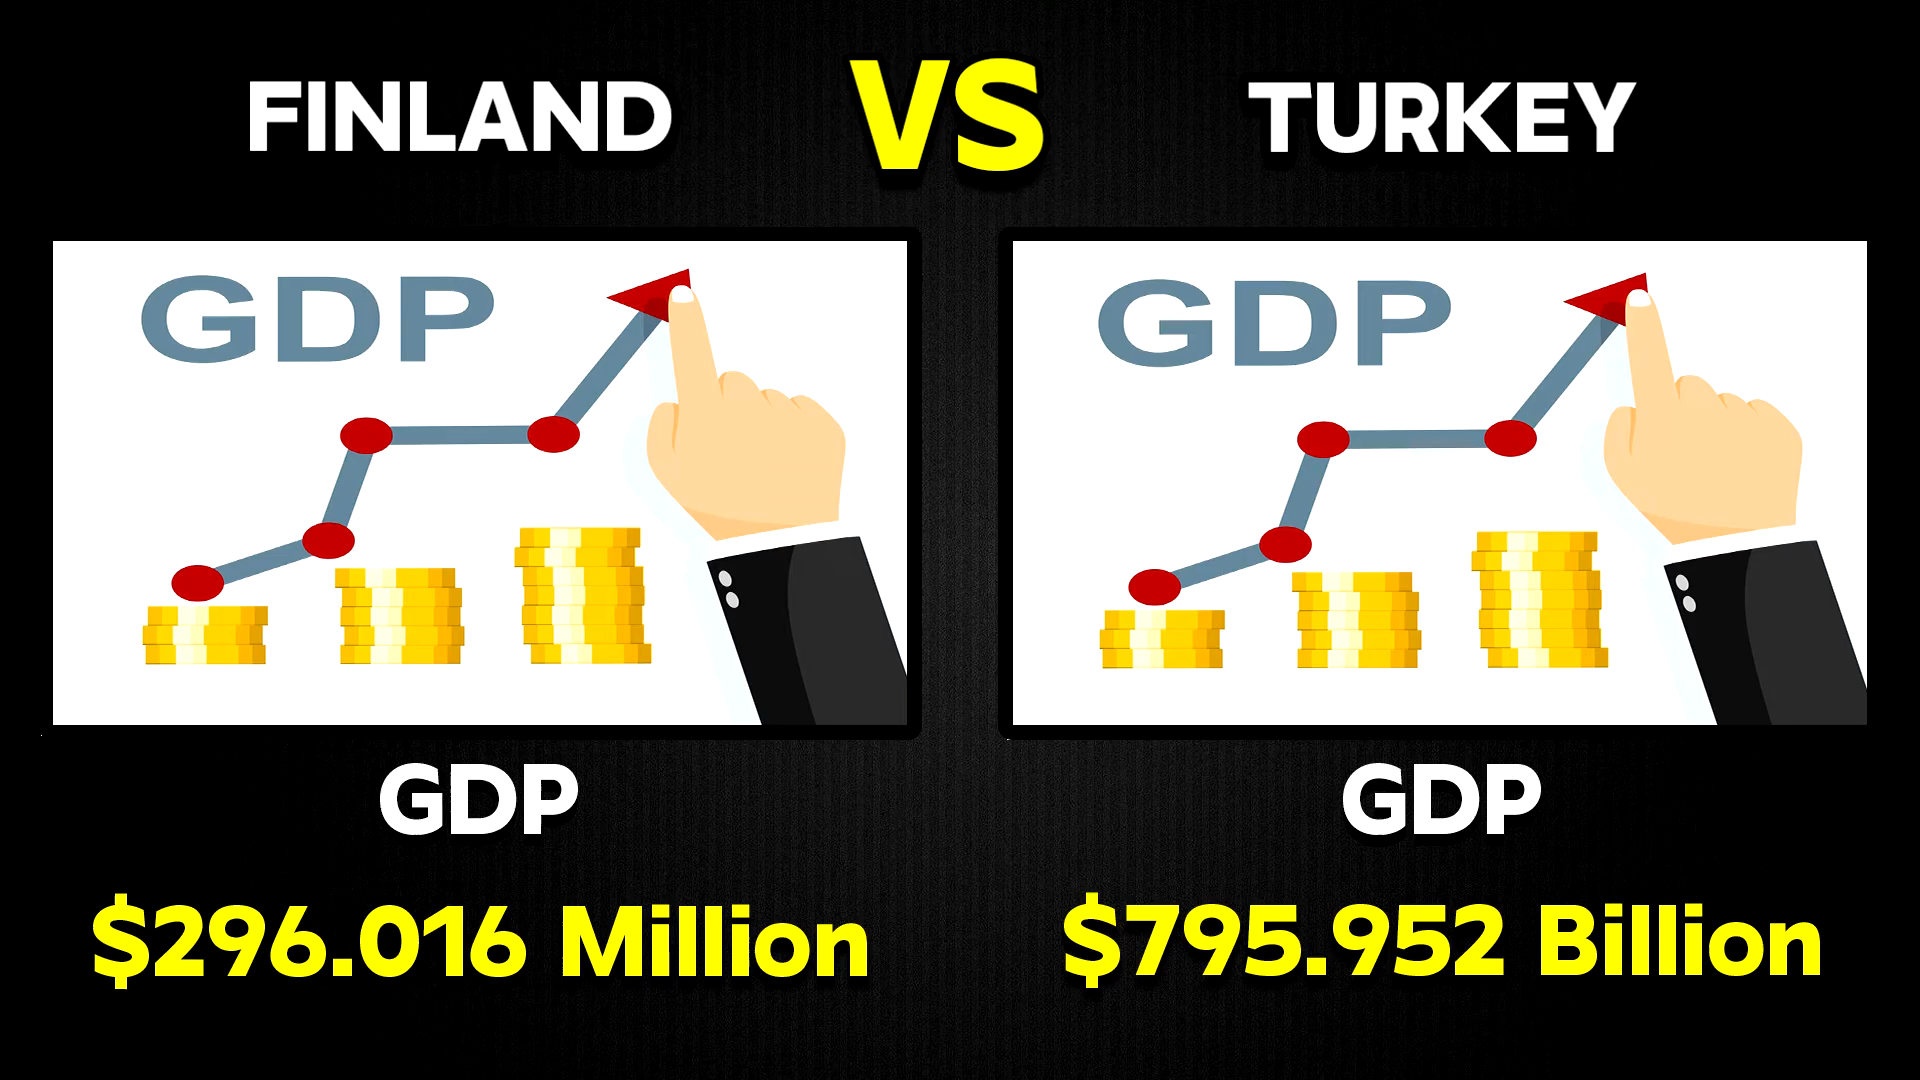 FINLAND VS TURKEY
GDP
GDP
GDP
GDP
$296.016 Million
$795.952 Billion